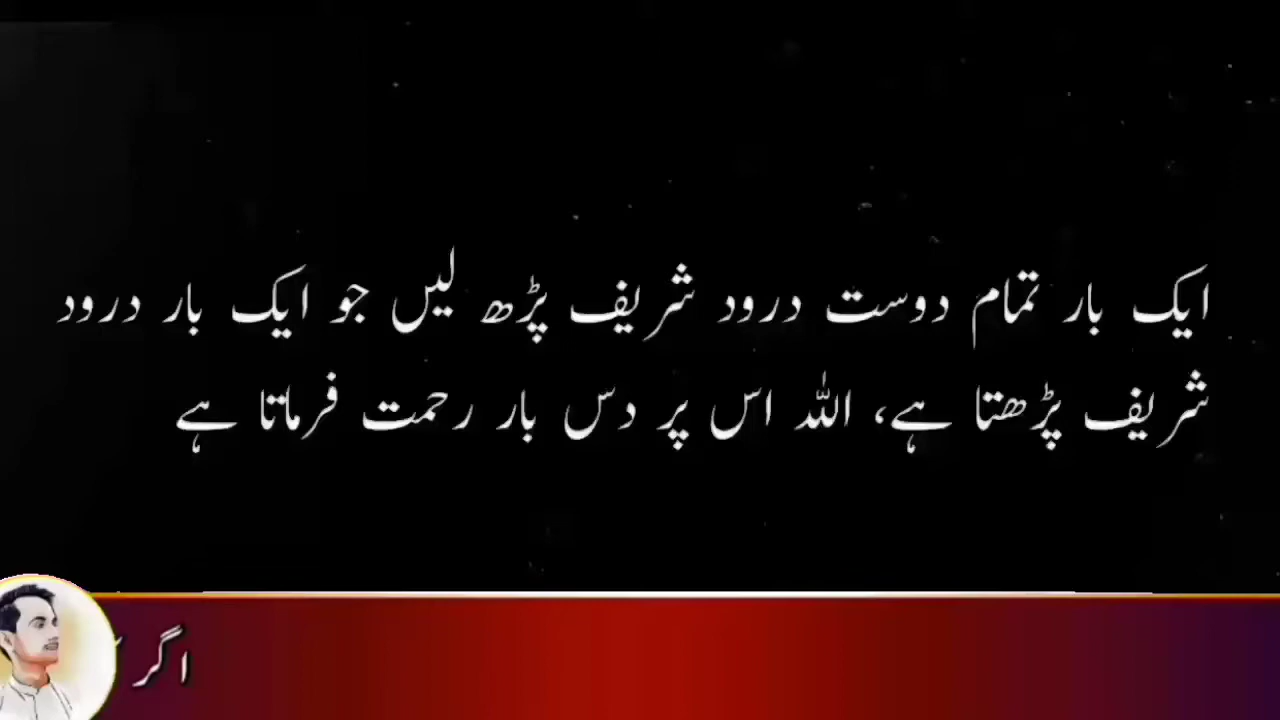 ایک بار تمام دوست درود شریف پڑھ لیں جو ایک بار درود
شریف پڑھتا ہے، اللہ اس پر دس بار رحمت فرماتا ہے
اگر